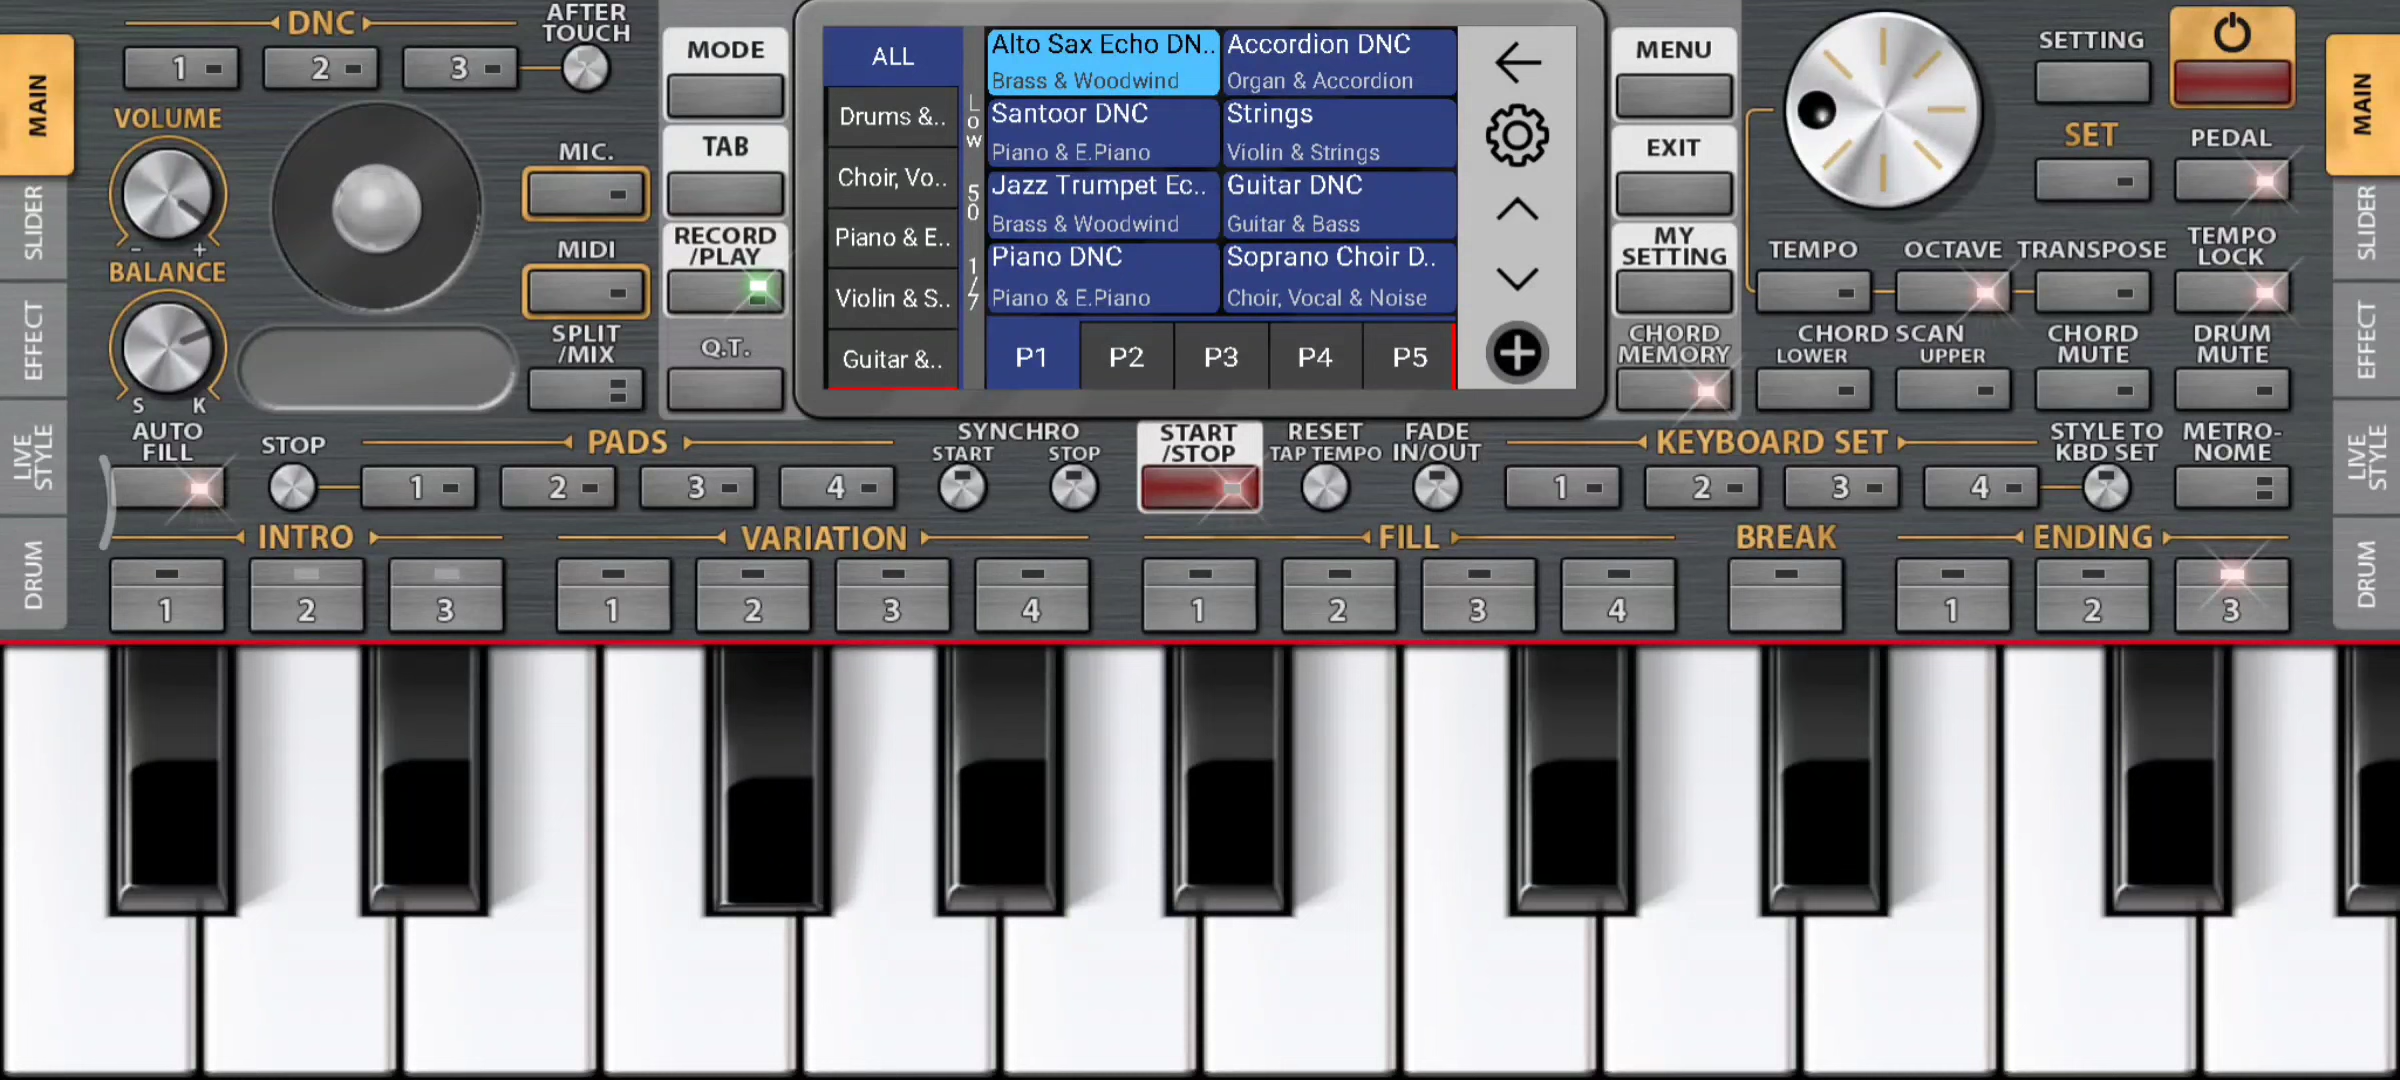 DNC
1
2
3
AFTER
TOUCH
VOLUME
- +
BALANCE
S K
MAIN
SLIDER
EFFECT
LIVE
STYLE
DRUM
MIC.
MIDI
SPLIT
/MIX
MODE
TAB
RECORD
/PLAY
Q.T.
ALL
Drums &..
Choir, Vo..
Piano & E..
Violin & S..
Guitar &..
Low
50
1/7
Alto Sax Echo DN..
Brass & Woodwind
Accordion DNC
Organ & Accordion
Santoor DNC
Piano & E.Piano
Strings
Violin & Strings
Jazz Trumpet Ec..
Brass & Woodwind
Guitar DNC
Guitar & Bass
Piano DNC
Piano & E.Piano
Soprano Choir D..
Choir, Vocal & Noise
P1
P2
P3
P4
P5
MENU
EXIT
MY
SETTING
CHORD
MEMORY
SETTING
SET
PEDAL
TEMPO
OCTAVE
TRANSPOSE
TEMPO
LOCK
CHORD SCAN
LOWER
UPPER
CHORD
MUTE
DRUM
MUTE
MAIN
SLIDER
EFFECT
LIVE
STYLE
DRUM
AUTO
FILL
STOP
PADS
1
2
3
4
SYNCHRO
START
STOP
START
/STOP
RESET
TAP TEMPO
FADE
IN/OUT
KEYBOARD SET
1
2
3
4
STYLE TO
KBD SET
METRO-
NOME
INTRO
1
2
3
VARIATION
1
2
3
4
FILL
1
2
3
4
BREAK
ENDING
1
2
3